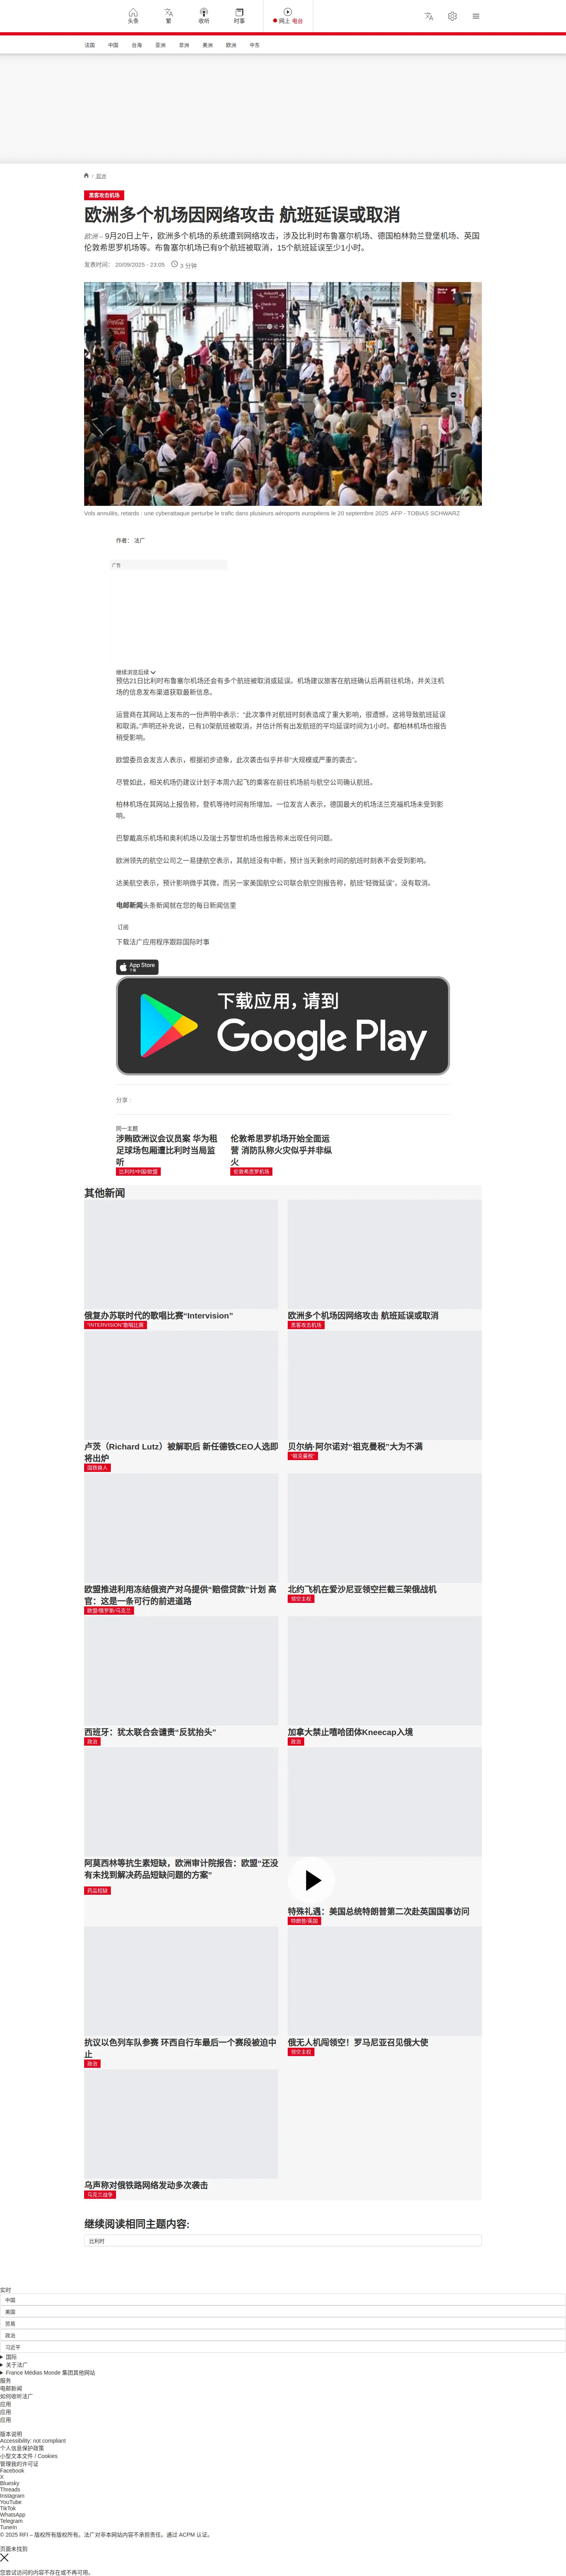 头条
繁
收听
时事
网上 电台
法国
中国
台海
亚洲
非洲
美洲
欧洲
中东
/ 欧洲
黑客攻击机场
欧洲多个机场因网络攻击 航班延误或取消
欧洲 – 9月20日上午，欧洲多个机场的系统遭到网络攻击，涉及比利时布鲁塞尔机场、德国柏林勃兰登堡机场、英国
伦敦希思罗机场等。布鲁塞尔机场已有9个航班被取消，15个航班延误至少1小时。
发表时间： 20/09/2025 - 23:05
3 分钟
Check-in
Check-in
Coca-Cola
1
Vols annulés, retards : une cyberattaque perturbe le trafic dans plusieurs aéroports européens le 20 septembre 2025 AFP - TOBIAS SCHWARZ
作者： 法广
广告
继续浏览后续
预估21日比利时布鲁塞尔机场还会有多个航班被取消或延误。机场建议旅客在航班确认后再前往机场，并关注机
场的信息发布渠道获取最新信息。
运营商在其网站上发布的一份声明中表示：“此次事件对航班时刻表造成了重大影响，很遗憾，这将导致航班延误
和取消。”声明还补充说，已有10架航班被取消，并估计所有出发航班的平均延误时间为1小时。都柏林机场也报告
稍受影响。
欧盟委员会发言人表示，根据初步迹象，此次袭击似乎并非“大规模或严重的袭击”。
尽管如此，相关机场仍建议计划于本周六起飞的乘客在前往机场前与航空公司确认航班。
柏林机场在其网站上报告称，登机等待时间有所增加。一位发言人表示，德国最大的机场法兰克福机场未受到影
响。
巴黎戴高乐机场和奥利机场以及瑞士苏黎世机场也报告称未出现任何问题。
欧洲领先的航空公司之一易捷航空表示，其航班没有中断，预计当天剩余时间的航班时刻表不会受到影响。
达美航空表示，预计影响微乎其微，而另一家美国航空公司联合航空则报告称，航班“轻微延误”，没有取消。
电邮新闻头条新闻就在您的每日新闻信里
订阅
下载法广应用程序跟踪国际时事
App Store
下载
下载应用，请到
Google Play
分享 :
同一主题
涉贿欧洲议会议员案 华为租
足球场包厢遭比利时当局监
听
比利时/中国/欧盟
伦敦希思罗机场开始全面运
营 消防队称火灾似乎并非纵
火
伦敦希思罗机场
其他新闻
俄复办苏联时代的歌唱比赛“Intervision”
“INTERVISION”歌唱比赛
欧洲多个机场因网络攻击 航班延误或取消
黑客攻击机场
卢茨（Richard Lutz）被解职后 新任德铁CEO人选即
将出炉
国铁换人
贝尔纳·阿尔诺对“祖克曼税”大为不满
“祖克曼税”
欧盟推进利用冻结俄资产对乌提供“赔偿贷款”计划 高
官：这是一条可行的前进道路
欧盟/俄罗斯/乌克兰
北约飞机在爱沙尼亚领空拦截三架俄战机
领空主权
西班牙：犹太联合会谴责“反犹抬头”
政治
加拿大禁止嘻哈团体Kneecap入境
政治
阿莫西林等抗生素短缺，欧洲审计院报告：欧盟“还没
有未找到解决药品短缺问题的方案”
药品短缺
特殊礼遇：美国总统特朗普第二次赴英国国事访问
特朗普/英国
抗议以色列车队参赛 环西自行车最后一个赛段被迫中
止
政治
俄无人机闯领空！罗马尼亚召见俄大使
领空主权
乌声称对俄铁路网络发动多次袭击
乌克兰战争
继续阅读相同主题内容:
比利时
实时
中国
美国
贸易
政治
习近平
国际
关于法广
France Médias Monde 集团其他网站
服务
电邮新闻
如何收听法广
应用
应用
应用
版本说明
Accessibility: not compliant
个人信息保护政策
小型文本文件 / Cookies
管理我的许可证
Facebook
X
Bluesky
Threads
Instagram
YouTube
TikTok
WhatsApp
Telegram
TuneIn
© 2025 RFI – 版权所有版权所有。法广对非本网站内容不承担责任。通过 ACPM 认证。
页面未找到
您尝试访问的内容不存在或不再可用。